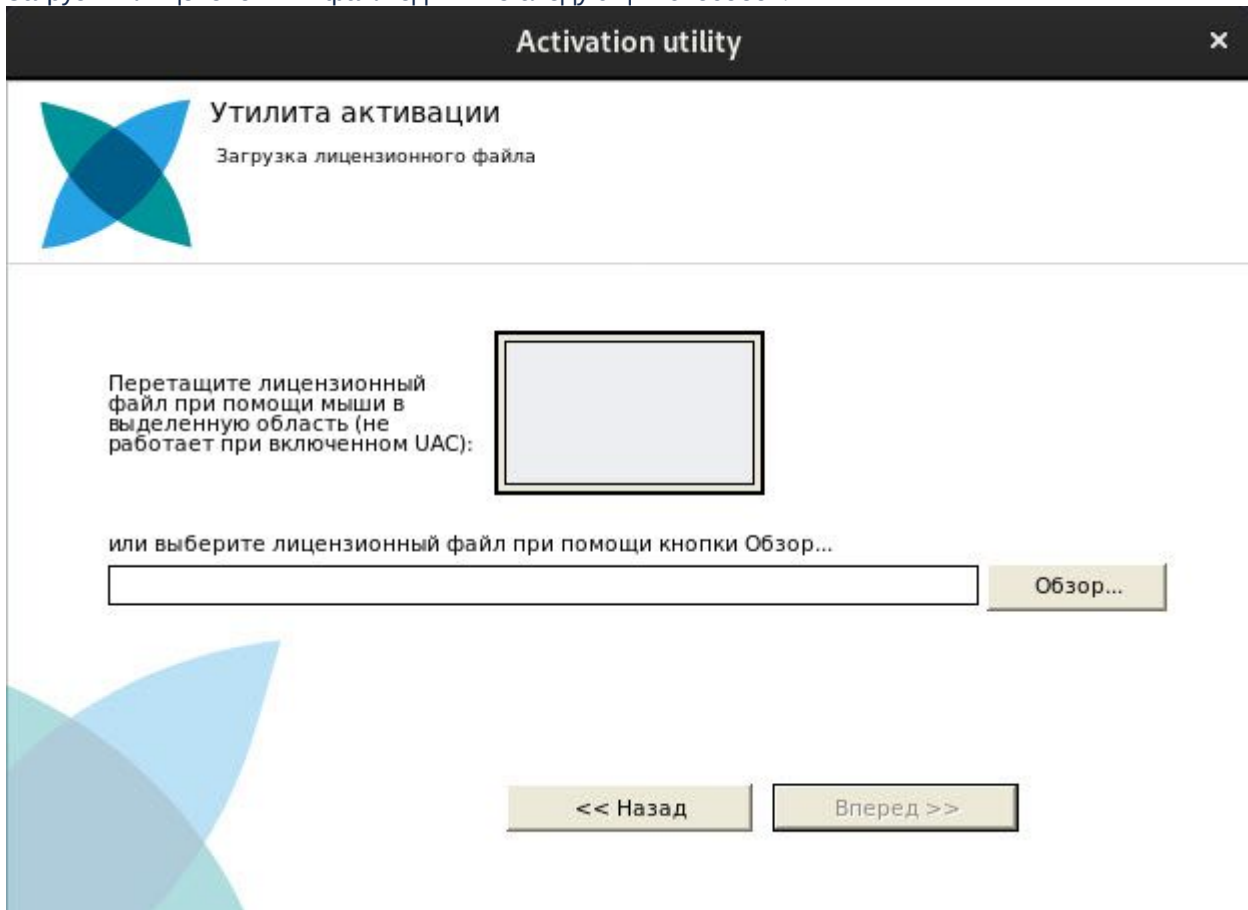 Activation utility
×
Утилита активации
Загрузка лицензионного файла
Перетащите лицензионный
файл при помощи мыши в
выделенную область (не
работает при включенном UAC):
или выберите лицензионный файл при помощи кнопки Обзор...
Обзор...
<< Назад
Вперед >>